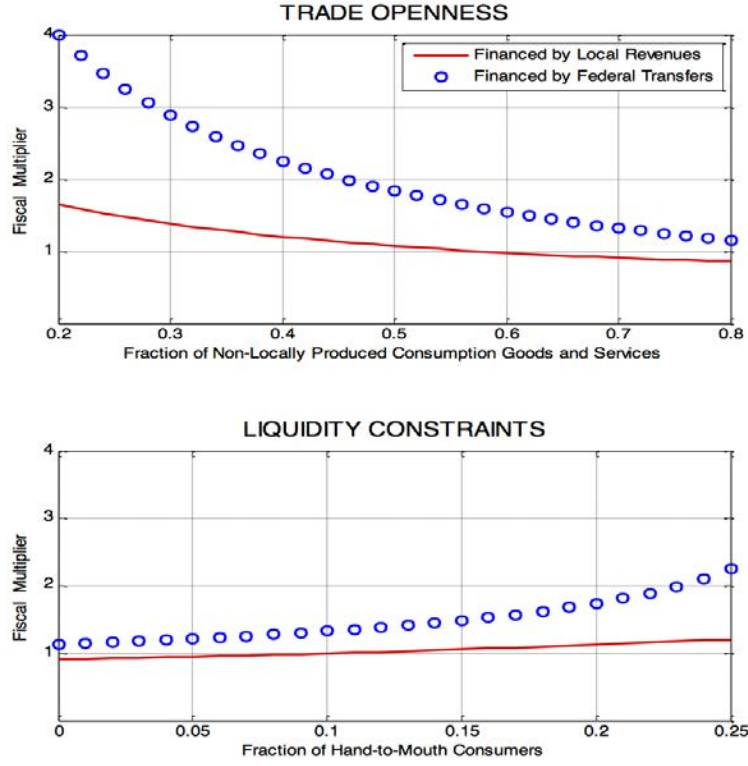 TRADE OPENNESS
4
3
2
1
Fiscal Multiplier
Financed by Local Revenues
Financed by Federal Transfers
0.2 0.3 0.4 0.5 0.6 0.7 0.8
Fraction of Non-Locally Produced Consumption Goods and Services
LIQUIDITY CONSTRAINTS
4
3
2
1
Fiscal Multiplier
0 0.05 0.1 0.15 0.2 0.25
Fraction of Hand-to-Mouth Consumers